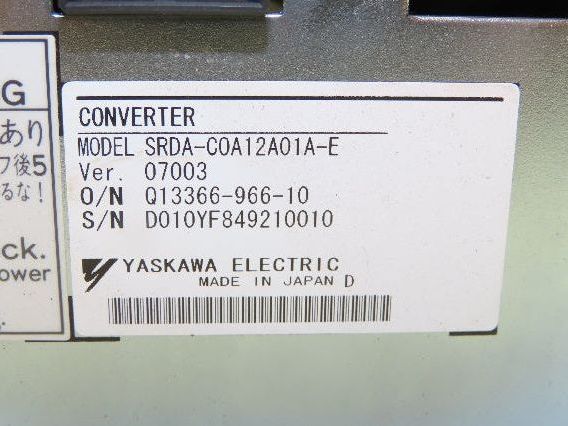 G
あり
フ後5
るな!
ck.
ower
CONVERTER
MODEL SRDA-COA12A01A-E
Ver. 07003
O/N Q13366-966-10
S/N D010YF849210010
YASKAWA ELECTRIC
MADE IN JAPAN D